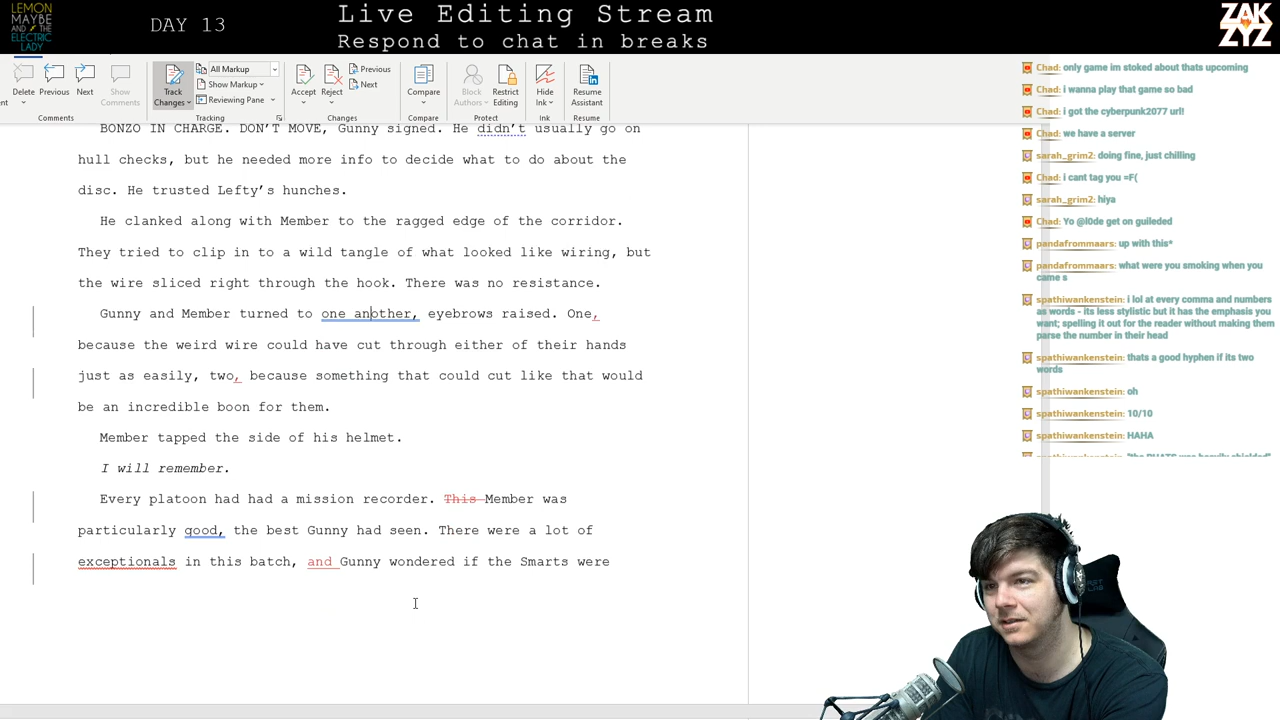 LEMON
MAYBE
AND THE
ELECTRIC
LADY
DAY 13
Live Editing Stream
Respond to chat in breaks
ZAK
ZYZ
Delete
Previous
Next
Show
Comments
Comments
Track
Changes
All Markup
Show Markup
Reviewing Pane
Tracking
Accept
Reject
Previous
Next
Changes
Compare
Compare
Block
Authors
Restrict
Editing
Protect
Hide
Ink
Ink
Resume
Assistant
Resume
BONZO IN CHARGE. DON'T MOVE, Gunny signed. He didn't usually go on
hull checks, but he needed more info to decide what to do about the
disc. He trusted Lefty's hunches.
He clanked along with Member to the ragged edge of the corridor.
They tried to clip in to a wild tangle of what looked like wiring, but
the wire sliced right through the hook. There was no resistance.
Gunny and Member turned to one another, eyebrows raised. One,
because the weird wire could have cut through either of their hands
just as easily, two, because something that could cut like that would
be an incredible boon for them.
Member tapped the side of his helmet.
I will remember.
Every platoon had had a mission recorder. This Member was
particularly good, the best Gunny had seen. There were a lot of
exceptionals in this batch, and Gunny wondered if the Smarts were
Chad: only game im stoked about thats upcoming
Chad: i wanna play that game so bad
Chad: i got the cyberpunk2077 url!
Chad: we have a server
sarah_grim2: doing fine, just chilling
Chad: i cant tag you =F(
sarah_grim2: hiya
Chad: Yo @l0de get on guileded
pandafrommaars: up with this*
pandafrommaars: what were you smoking when you
came s
spathiwankenstein: i lol at every comma and numbers
as words - its less stylistic but it has the emphasis you
want; spelling it out for the reader without making them
parse the number in their head
spathiwankenstein: thats a good hyphen if its two
words
spathiwankenstein: oh
spathiwankenstein: 10/10
spathiwankenstein: HAHA
spathiwankenstein: "the PHATS was heavily shielded"